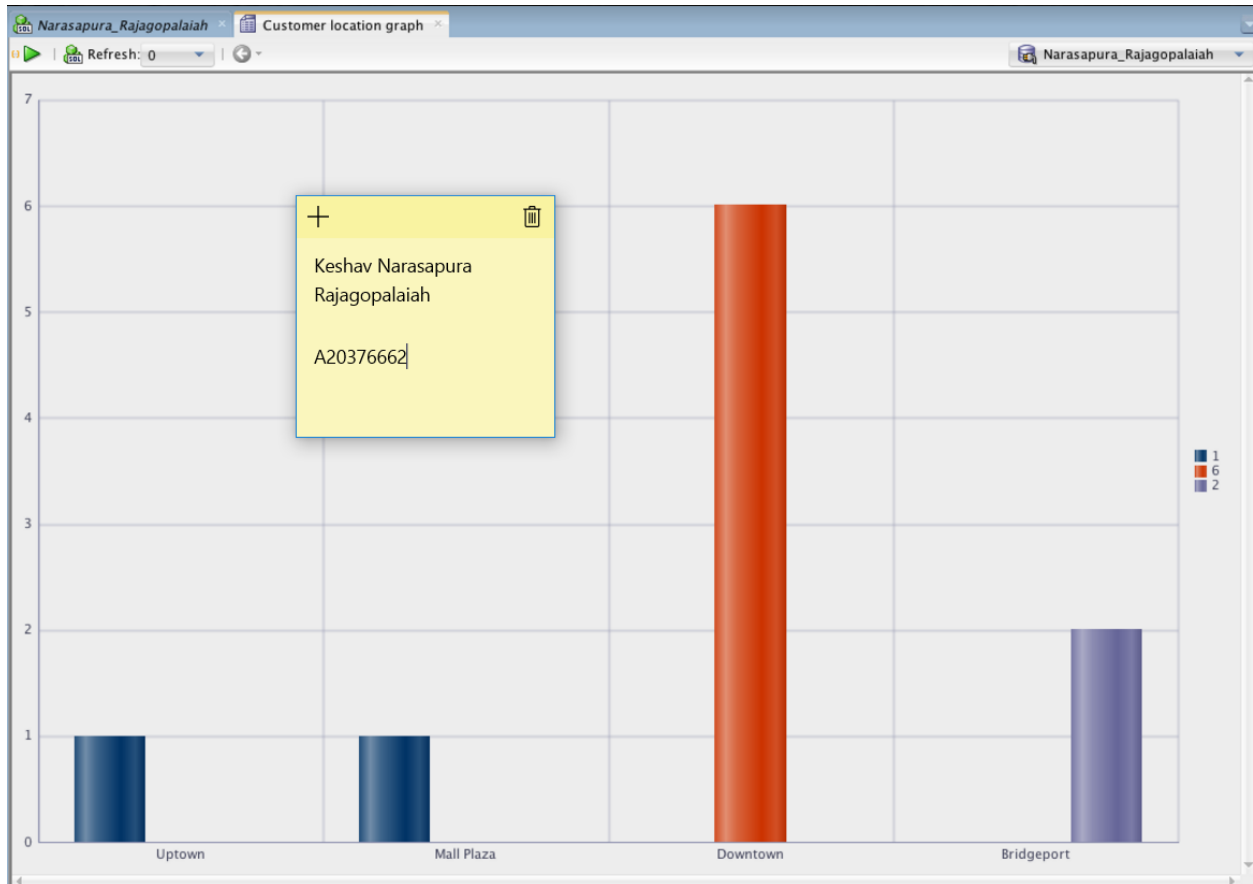 Narasapura_Rajagopalaiah Customer location graph
Refresh: 0 Narasapura_Rajagopalaiah
7
6
5
4
3
2
1
0
Keshav Narasapura
Rajagopalaiah
A20376662
1
6
2
Uptown Mall Plaza Downtown Bridgeport